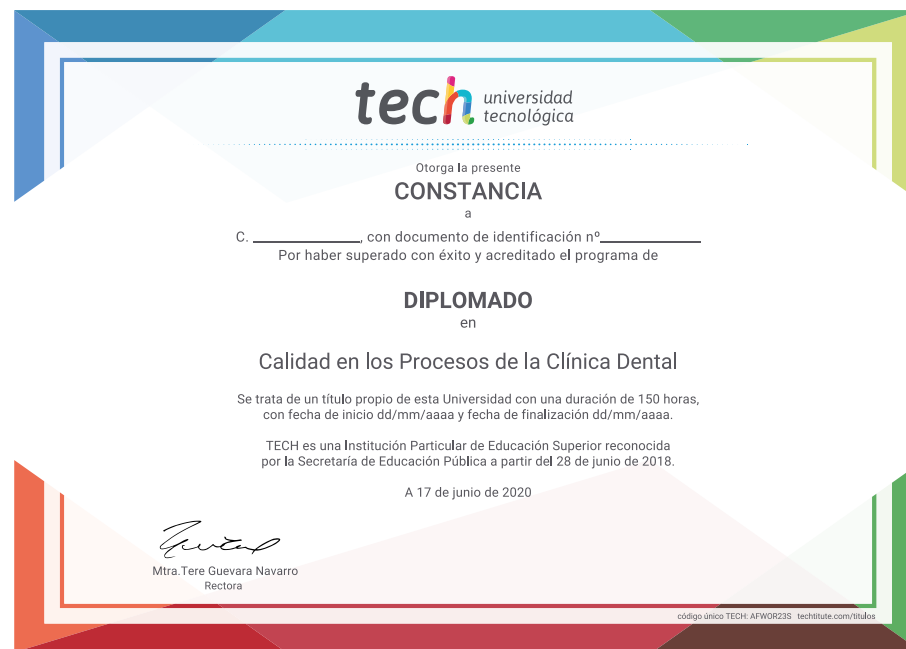 tech universidad
tecnológica
Otorga la presente
CONSTANCIA
a
C. ____________, con documento de identificación nº____________
Por haber superado con éxito y acreditado el programa de
DIPLOMADO
en
Calidad en los Procesos de la Clínica Dental
Se trata de un título propio de esta Universidad con una duración de 150 horas,
con fecha de inicio dd/mm/aaaa y fecha de finalización dd/mm/aaaa.
TECH es una Institución Particular de Educación Superior reconocida
por la Secretaría de Educación Pública a partir del 28 de junio de 2018.
A 17 de junio de 2020
Mtra.Tere Guevara Navarro
Rectora
código único TECH: AFWOR23S techtitute.com/titulos